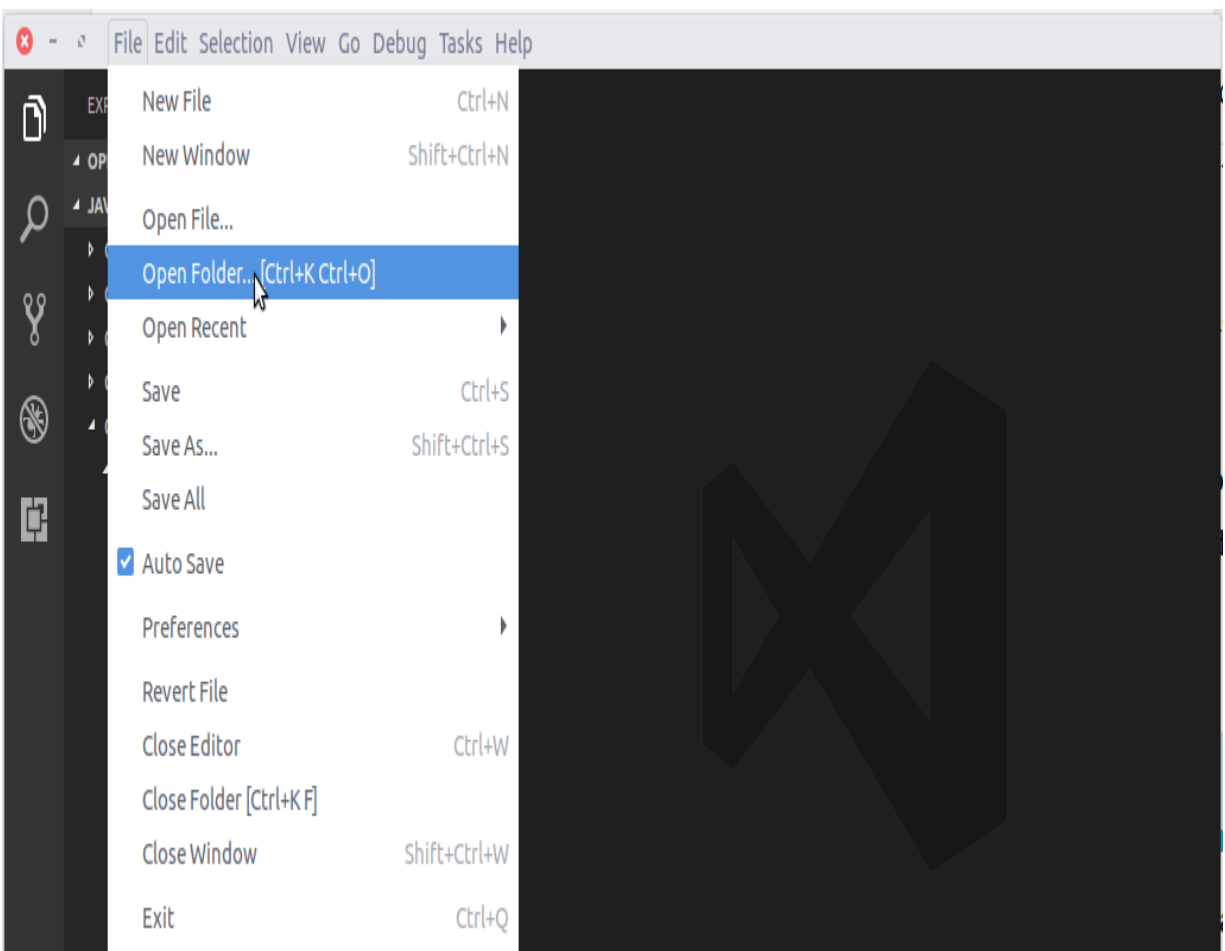 File Edit Selection View Go Debug Tasks Help
New File Ctrl+N
New Window Shift+Ctrl+N
Open File...
Open Folder... [Ctrl+K Ctrl+O]
Open Recent
Save Ctrl+S
Save As... Shift+Ctrl+S
Save All
Auto Save
Preferences
Revert File
Close Editor Ctrl+W
Close Folder [Ctrl+K F]
Close Window Shift+Ctrl+W
Exit Ctrl+Q